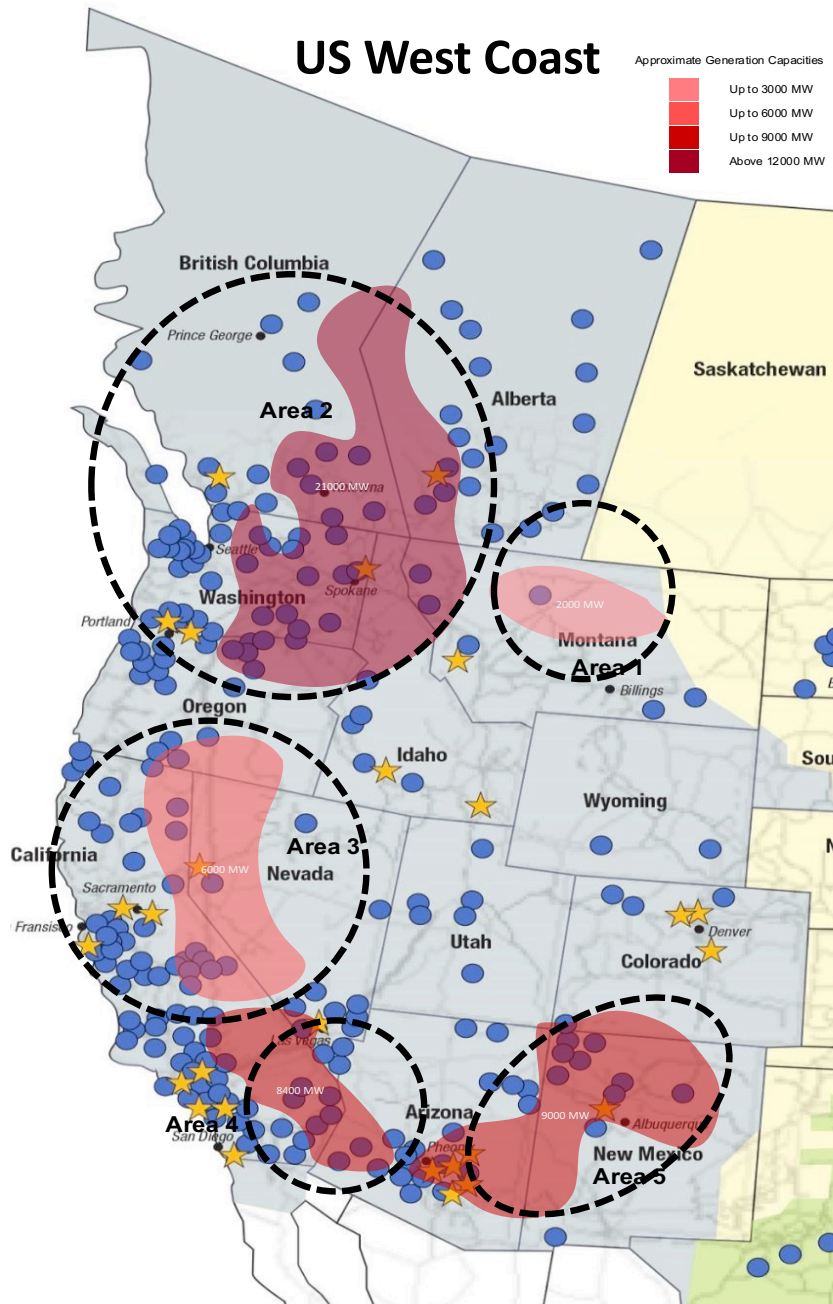 US West Coast
Approximate Generation Capacities
Up to 3000 MW
Up to 6000 MW
Up to 9000 MW
Above 12000 MW
British Columbia
Prince George
Saskatchewan
Alberta
Area 2
21000 MW
Seattle
Spokane
Washington
2000 MW
Portland
Montana
Area 1
Billings
Oregon
Idaho
Sou
Wyoming
California
Area 3
6000 MW
Nevada
Sacramento
Fransisco
Utah
Denver
Colorado
Las Vegas
8400 MW
Arizona
9000 MW
Area 4
Albuquerqu
San Diego
New Mexico
Area 5